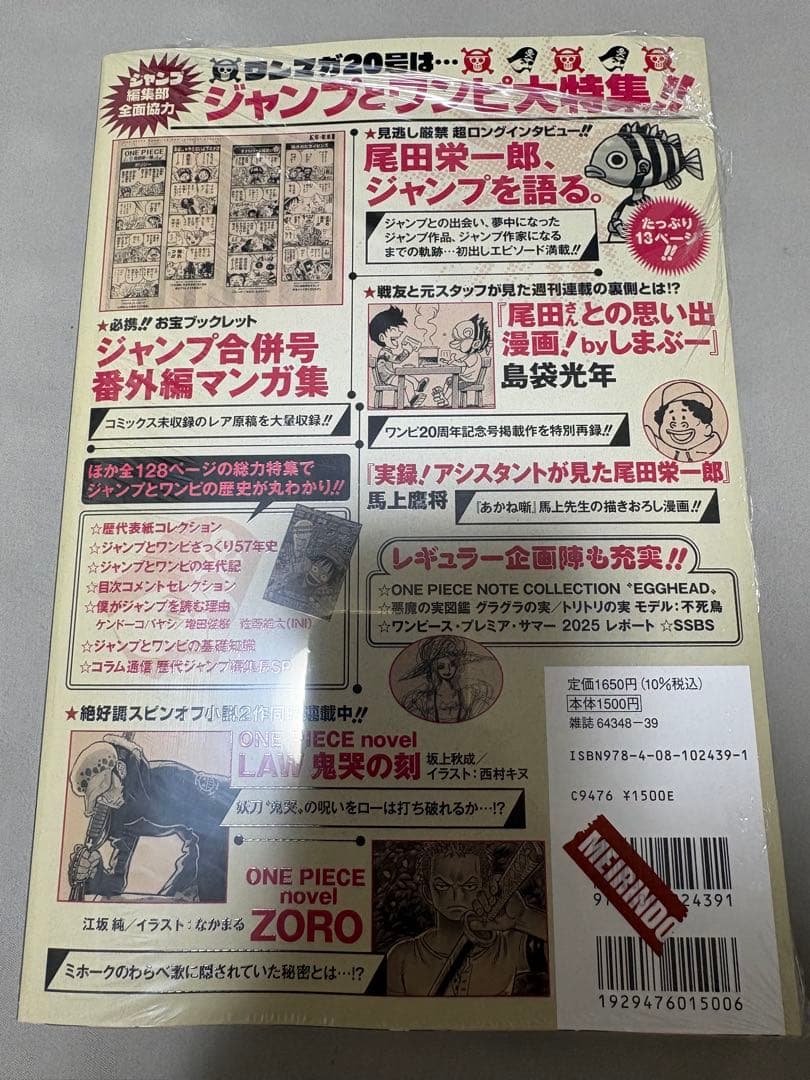 ジャンプ
編集部
全面協力
ワンマガ20号は…
ジャンプとワンピ大特集!!
ONE PIECE
★見逃し厳禁 超ロングインタビュー!!
尾田栄一郎、
ジャンプを語る。
ジャンプとの出会い、夢中になった
ジャンプ作品、ジャンプ作家になる
までの軌跡…初出しエピソード満載!!
たっぷり
13ページ
!!
★必携!! お宝ブックレット
ジャンプ合併号
番外編マンガ集
コミックス未収録のレア原稿を大量収録!!
★戦友と元スタッフが見た週刊連載の裏側とは!?
『尾田さんとの思い出
漫画!byしまぶー』
島袋光年
ワンピ20周年記念号掲載作を特別再録!!
『実録!アシスタントが見た尾田栄一郎』
馬上鷹将
『あかね噺』馬上先生の描きおろし漫画!!
ほか全128ページの総力特集で
ジャンプとワンピの歴史が丸わかり!!
☆歴代表紙コレクション
☆ジャンプとワンピざっくり57年史
☆ジャンプとワンピの年代記
☆目次コメントセレクション
☆僕がジャンプを読む理由
ケンドーコバヤシ/増田俊樹 佐野雄大(INI)
☆ジャンプとワンピの基礎知識
☆コラム通信 歴代ジャンプ編集長SP
レギュラー企画陣も充実!!
☆ONE PIECE NOTE COLLECTION “EGGHEAD”
☆悪魔の実図鑑 グラグラの実/トリトリの実 モデル:不死鳥
☆ワンピース・プレミア・サマー 2025 レポート ☆SSBS
★絶好調スピンオフ小説2作同時連載中!!
ONE PIECE novel
LAW 鬼哭の刻
坂上秋成/
イラスト:西村キヌ
妖刀“鬼哭”の呪いをローは打ち破れるか…!?
ONE PIECE
novel
ZORO
江坂 純/イラスト:なかまる
ミホークのわらべ歌に隠されていた秘密とは…!?
定価1650円(10%税込)
本体1500円
雑誌 64348-39
ISBN978-4-08-102439-1
C9476 ¥1500E
MEIRINDO
24391
1929476015006